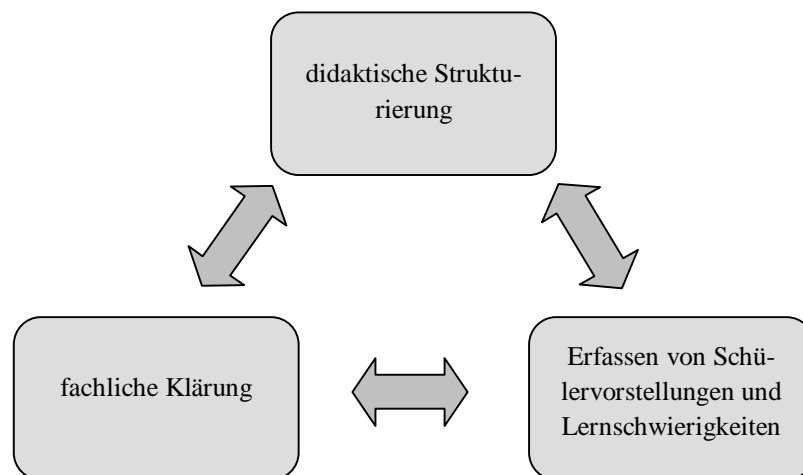 didaktische Struktu-
rierung
fachliche Klärung
Erfassen von Schü-
lervorstellungen und
Lernschwierigkeiten